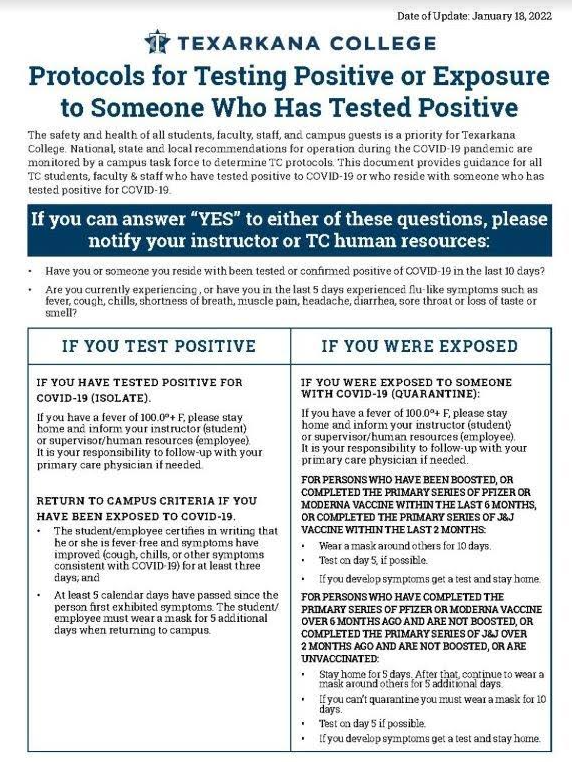 Date of Update: January 18, 2022
TEXARKANA COLLEGE
Protocols for Testing Positive or Exposure
to Someone Who Has Tested Positive
The safety and health of all students, faculty, staff, and campus guests is a priority for Texarkana
College. National, state and local recommendations for operation during the COVID-19 pandemic are
monitored by a campus task force to determine TC protocols. This document provides guidance for all
TC students, faculty & staff who have tested positive to COVID-19 or who reside with someone who has
tested positive for COVID-19.
If you can answer “YES” to either of these questions, please
notify your instructor or TC human resources:
• Have you or someone you reside with been tested or confirmed positive of COVID-19 in the last 10 days?
• Are you currently experiencing , or have you in the last 5 days experienced flu-like symptoms such as
fever, cough, chills, shortness of breath, muscle pain, headache, diarrhea, sore throat or loss of taste or
smell?
IF YOU TEST POSITIVE
IF YOU HAVE TESTED POSITIVE FOR
COVID-19 (ISOLATE).
If you have a fever of 100.0º+ F, please stay
home and inform your instructor (student)
or supervisor/human resources (employee).
It is your responsibility to follow-up with your
primary care physician if needed.
RETURN TO CAMPUS CRITERIA IF YOU
HAVE BEEN EXPOSED TO COVID-19.
• The student/employee certifies in writing that
he or she is fever-free and symptoms have
improved (cough, chills, or other symptoms
consistent with COVID-19) for at least three
days; and
• At least 5 calendar days have passed since the
person first exhibited symptoms. The student/
employee must wear a mask for 5 additional
days when returning to campus.
IF YOU WERE EXPOSED
IF YOU WERE EXPOSED TO SOMEONE
WITH COVID-19 (QUARANTINE):
If you have a fever of 100.0º+ F, please stay
home and inform your instructor (student)
or supervisor/human resources (employee).
It is your responsibility to follow-up with your
primary care physician if needed.
FOR PERSONS WHO HAVE BEEN BOOSTED, OR
COMPLETED THE PRIMARY SERIES OF PFIZER OR
MODERNA VACCINE WITHIN THE LAST 6 MONTHS,
OR COMPLETED THE PRIMARY SERIES OF J&J
VACCINE WITHIN THE LAST 2 MONTHS:
• Wear a mask around others for 10 days.
• Test on day 5, if possible.
• If you develop symptoms get a test and stay home.
FOR PERSONS WHO HAVE COMPLETED THE
PRIMARY SERIES OF PFIZER OR MODERNA VACCINE
OVER 6 MONTHS AGO AND ARE NOT BOOSTED, OR
COMPLETED THE PRIMARY SERIES OF J&J OVER
2 MONTHS AGO AND ARE NOT BOOSTED, OR ARE
UNVACCINATED:
• Stay home for 5 days. After that, continue to wear a
mask around others for 5 additional days.
• If you can't quarantine you must wear a mask for 10
days.
• Test on day 5 if possible.
• If you develop symptoms get a test and stay home.